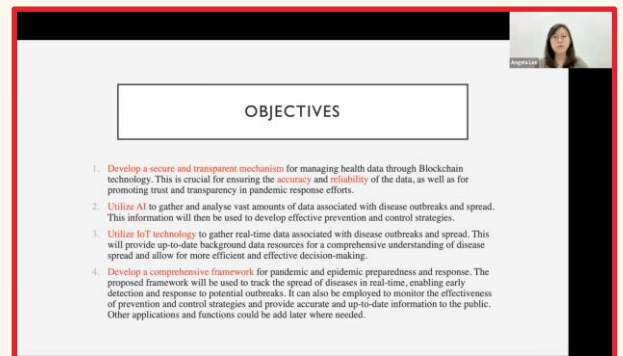 Angela Lee
OBJECTIVES
1. Develop a secure and transparent mechanism for managing health data through Blockchain
technology. This is crucial for ensuring the accuracy and reliability of the data, as well as for
promoting trust and transparency in pandemic response efforts.
2. Utilize AI to gather and analyse vast amounts of data associated with disease outbreaks and spread.
This information will then be used to develop effective prevention and control strategies.
3. Utilize IoT technology to gather real-time data associated with disease outbreaks and spread. This
will provide up-to-date background data resources for a comprehensive understanding of disease
spread and allow for more efficient and effective decision-making.
4. Develop a comprehensive framework for pandemic and epidemic preparedness and response. The
proposed framework will be used to track the spread of diseases in real-time, enabling early
detection and response to potential outbreaks. It can also be employed to monitor the effectiveness
of prevention and control strategies and provide accurate and up-to-date information to the public.
Other applications and functions could be add later where needed.